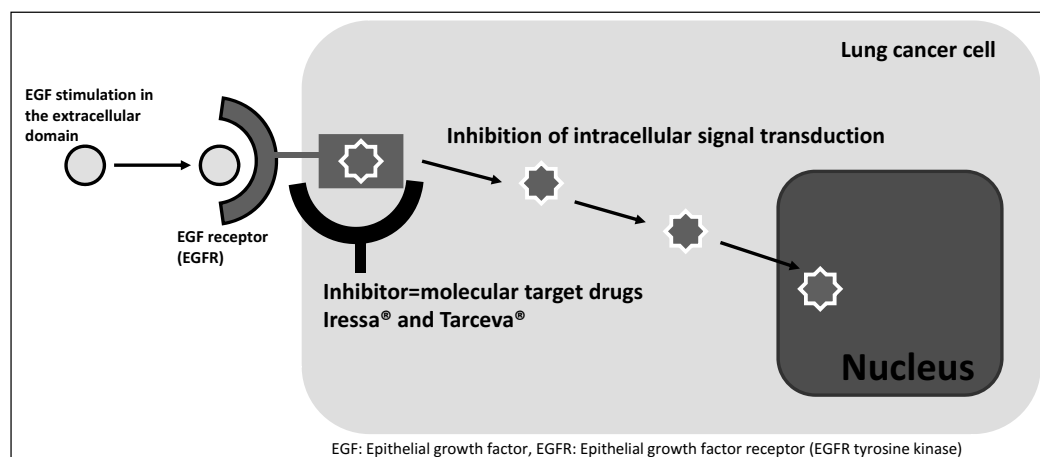 Lung cancer cell
EGF stimulation in
the extracellular
domain
Inhibition of intracellular signal transduction
EGF receptor
(EGFR)
Inhibitor=molecular target drugs
Iressa® and Tarceva®
Nucleus
EGF: Epithelial growth factor, EGFR: Epithelial growth factor receptor (EGFR tyrosine kinase)